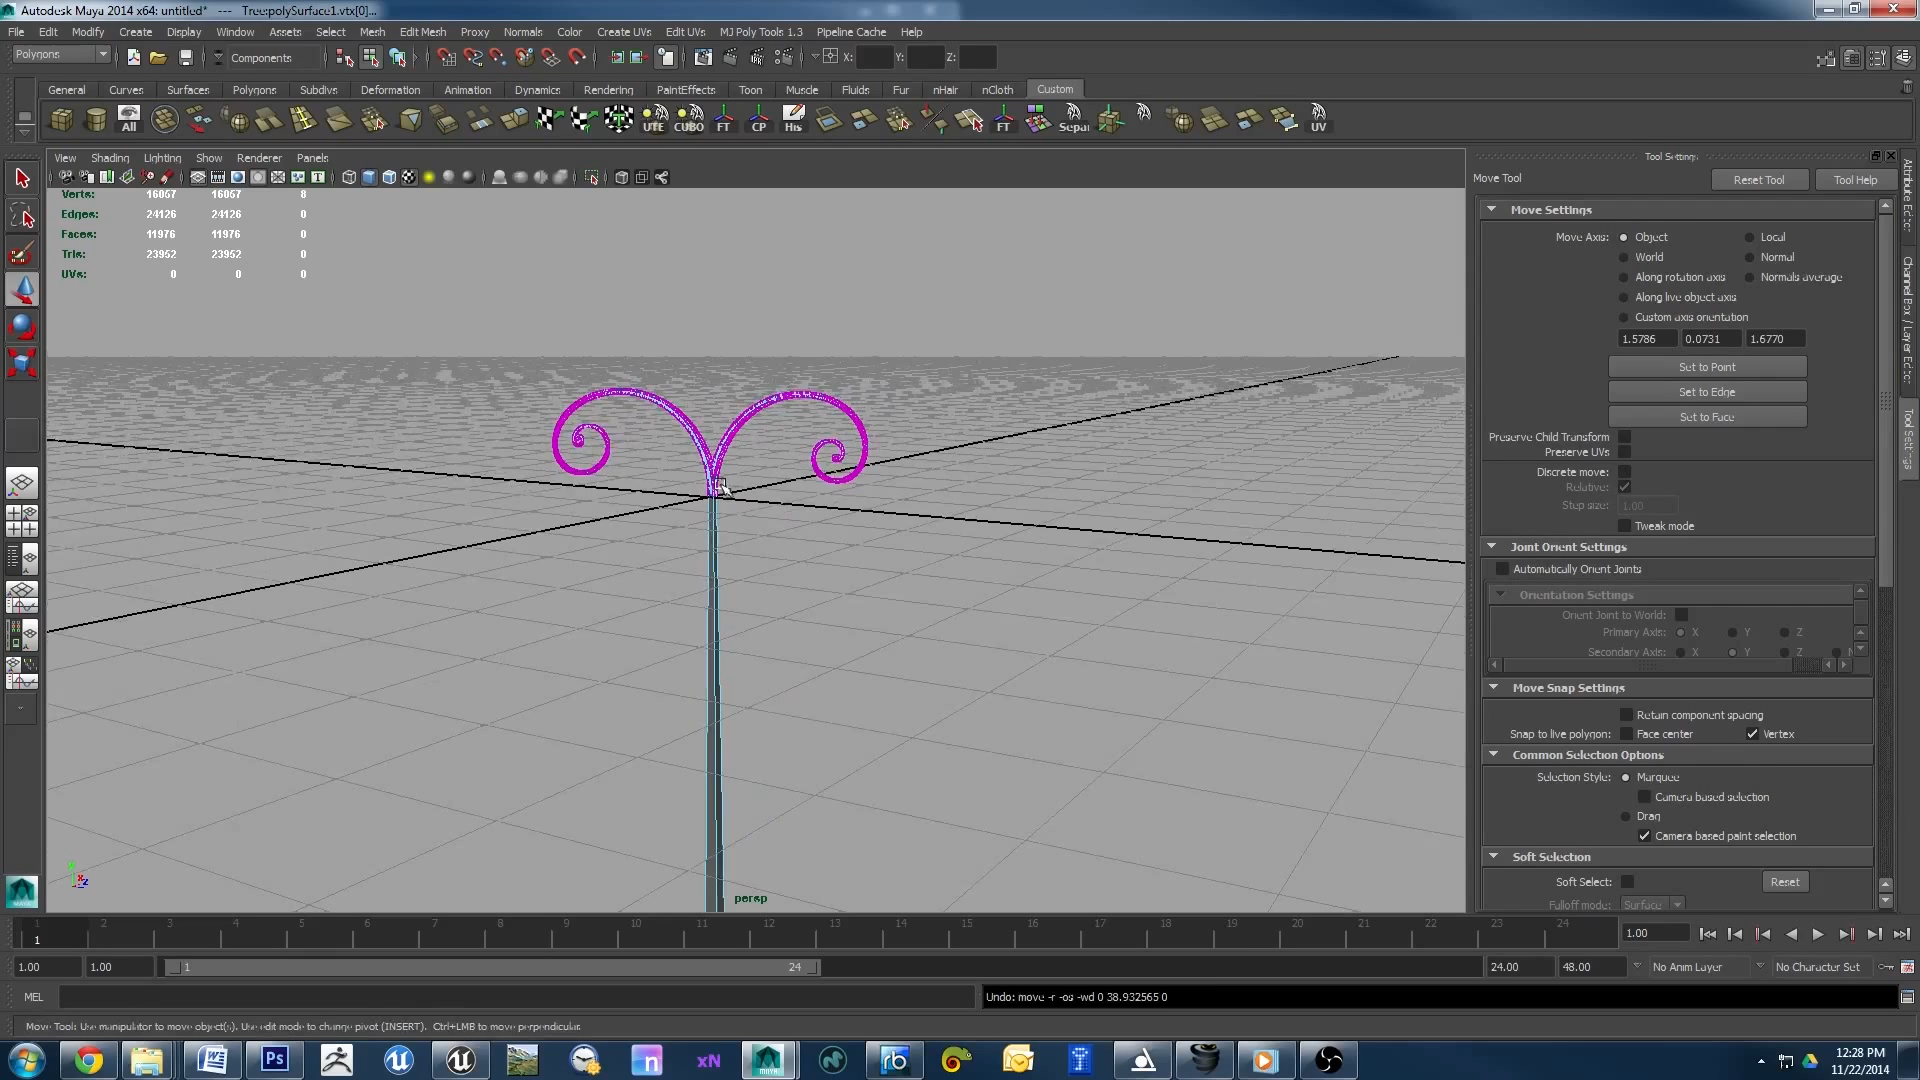 Autodesk Maya 2014 x64: untitled*   ---   Tree:polySurface1.vtx[0]...
File Edit Modify Create Display Window Assets Select Mesh Edit Mesh Proxy Normals Color Create UVs Edit UVs MJ Poly Tools 1.3 Pipeline Cache Help
Polygons Components X: Y: Z:
General Curves Surfaces Polygons Subdivs Deformation Animation Dynamics Rendering PaintEffects Toon Muscle Fluids Fur nHair nCloth Custom
All UTE CUBO FT CP His FT Sepai UV
View Shading Lighting Show Renderer Panels
Verts: 16057 16057 8
Edges: 24126 24126 0
Faces: 11976 11976 0
Tris: 23952 23952 0
UVs: 0 0 0
persp
Tool Settings
Move Tool Reset Tool Tool Help
Move Settings
Move Axis: Object Local
World Normal
Along rotation axis Normals average
Along live object axis
Custom axis orientation
1.5786 0.0731 1.6770
Set to Point
Set to Edge
Set to Face
Preserve Child Transform
Preserve UVs
Discrete move:
Relative:
Step size: 1.00
Tweak mode
Joint Orient Settings
Automatically Orient Joints
Orientation Settings
Orient Joint to World:
Primary Axis: X Y Z
Secondary Axis: X Y Z
Move Snap Settings
Retain component spacing
Snap to live polygon: Face center Vertex
Common Selection Options
Selection Style: Marquee
Camera based selection
Drag
Camera based paint selection
Soft Selection
Soft Select: Reset
Falloff mode: Surface
Attribute Editor
Channel Box / Layer Editor
Tool Settings
1 2 3 4 5 6 7 8 9 10 11 12 13 14 15 16 17 18 19 20 21 22 23 24
1 1.00
1.00 1.00 1 24 24.00 48.00 No Anim Layer No Character Set
MEL Undo: move -r -os -wd 0 38.932565 0
Move Tool: Use manipulator to move object(s). Use edit mode to change pivot (INSERT).  Ctrl+LMB to move perpendicular.
W Ps n xN MAYA rb
12:28 PM
11/22/2014